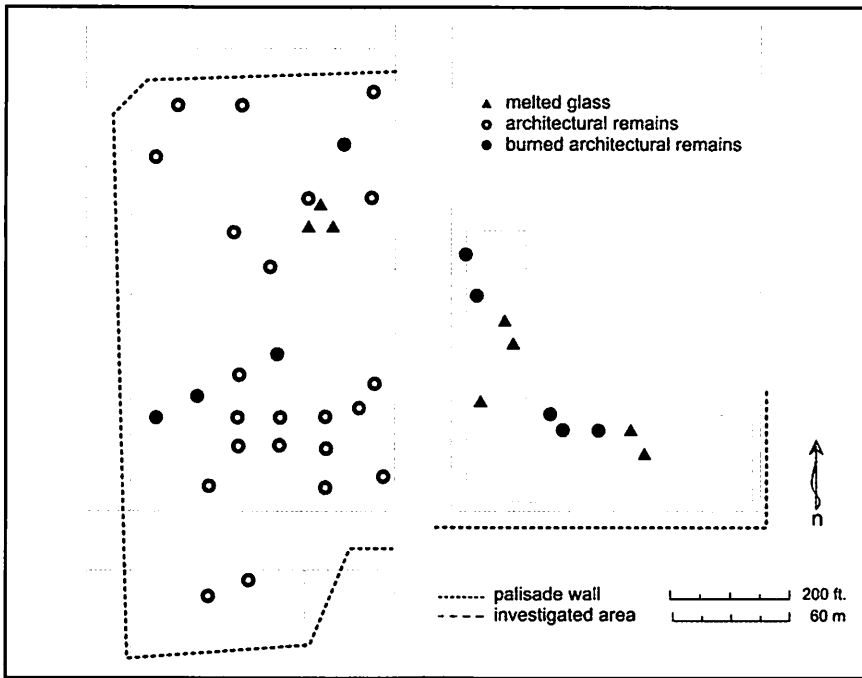 melted glass
architectural remains
burned architectural remains
n
palisade wall
investigated area
200 ft.
60 m